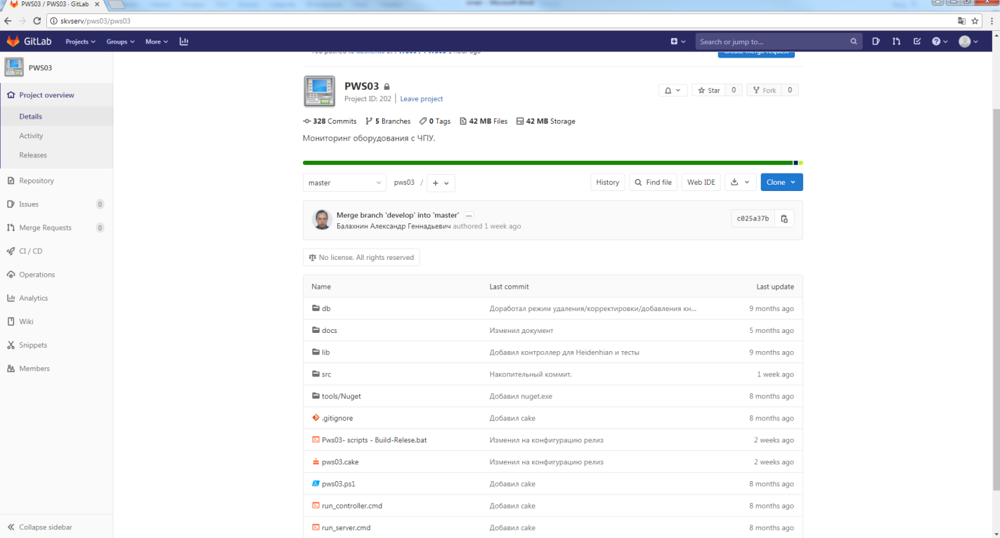 PWS03 / PWS03 · GitLab
skvserv/pws03/pws03
GitLab Projects Groups More Search or jump to...
PWS03
Project overview
Details
Activity
Releases
Repository
Issues 0
Merge Requests 0
CI / CD
Operations
Analytics
Wiki
Snippets
Members
Collapse sidebar
Create merge request
PWS03
Project ID: 202 Leave project
Star 0 Fork 0
328 Commits 5 Branches 0 Tags 42 MB Files 42 MB Storage
Мониторинг оборудования с ЧПУ.
master pws03 / + History Find file Web IDE Clone
Merge branch 'develop' into 'master' ...
Балахнин Александр Геннадьевич authored 1 week ago
c025a37b
No license. All rights reserved
Name Last commit Last update
db Доработал режим удаления/корректировки/добавления кн... 9 months ago
docs Изменил документ 5 months ago
lib Добавил контроллер для Heidenhian и тесты 9 months ago
src Накопительный коммит. 1 week ago
tools/Nuget Добавил nuget.exe 8 months ago
.gitignore Добавил cake 8 months ago
Pws03- scripts - Build-Relese.bat Изменил на конфигурацию релиз 2 weeks ago
pws03.cake Изменил на конфигурацию релиз 2 weeks ago
pws03.ps1 Добавил cake 8 months ago
run_controller.cmd Добавил cake 8 months ago
run_server.cmd Добавил cake 8 months ago